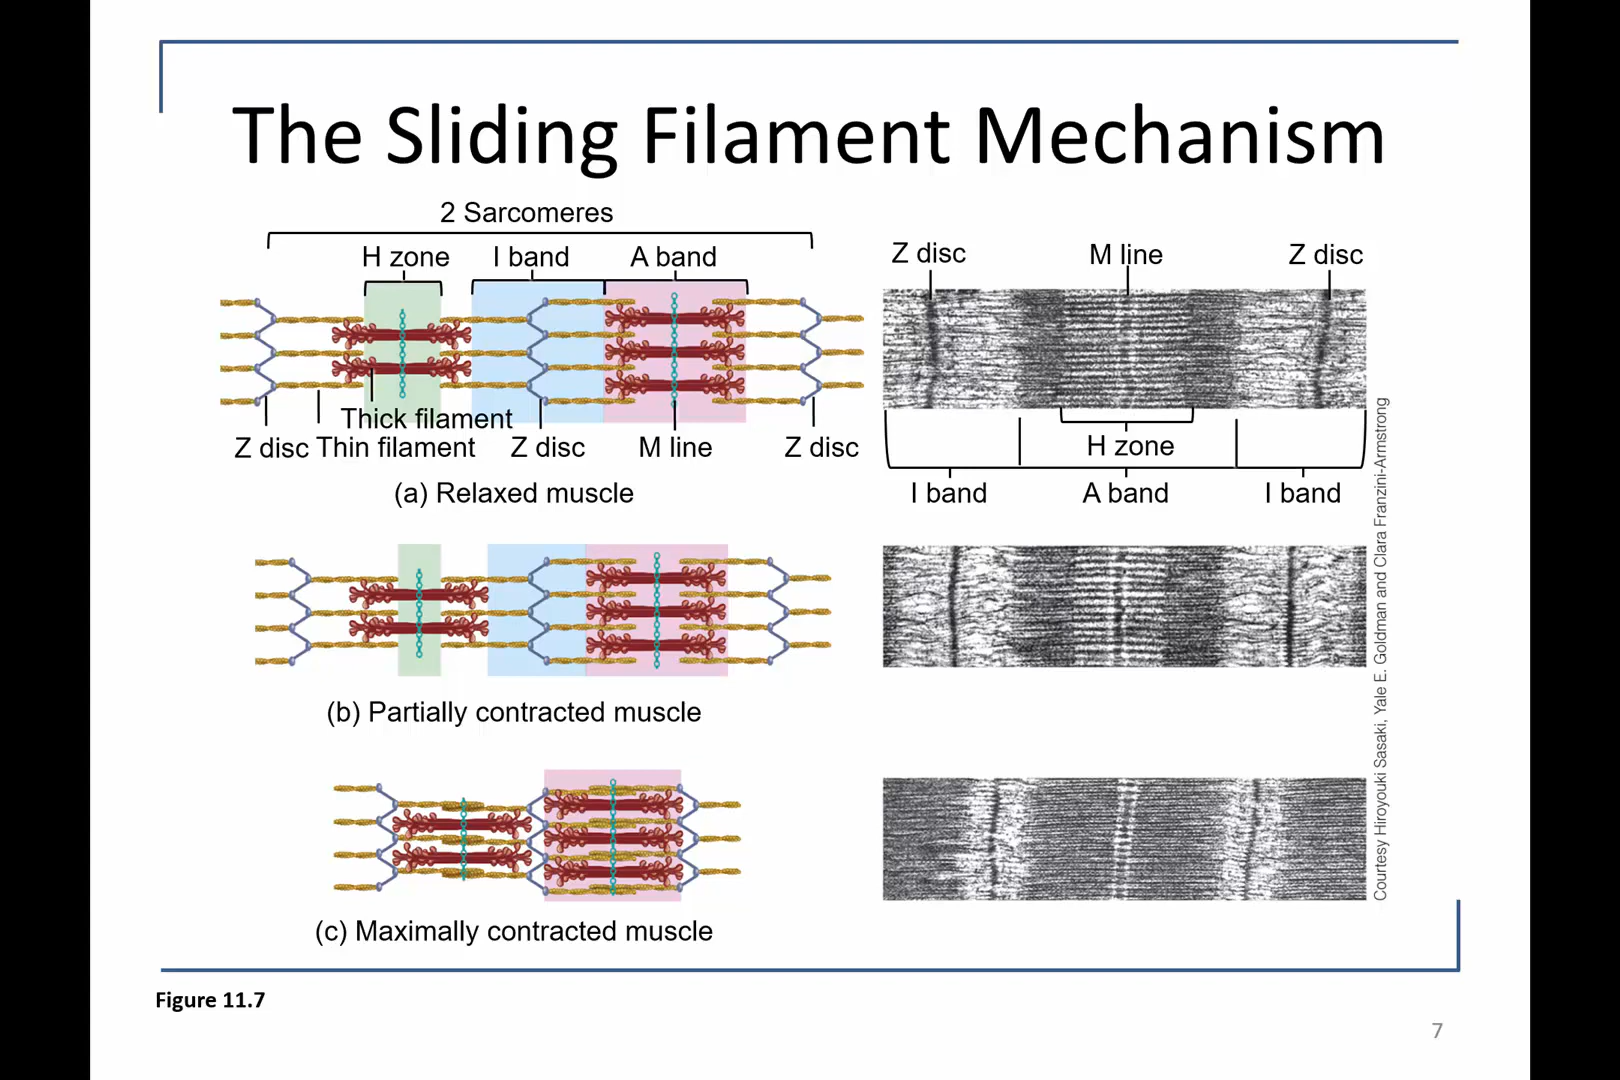 The Sliding Filament Mechanism
2 Sarcomeres
H zone
I band
A band
Thick filament
Z disc
Thin filament
Z disc
M line
Z disc
(a) Relaxed muscle
Z disc
M line
Z disc
H zone
I band
A band
I band
(b) Partially contracted muscle
(c) Maximally contracted muscle
Courtesy Hiroyouki Sasaki, Yale E. Goldman and Clara Franzini-Armstrong
Figure 11.7
7